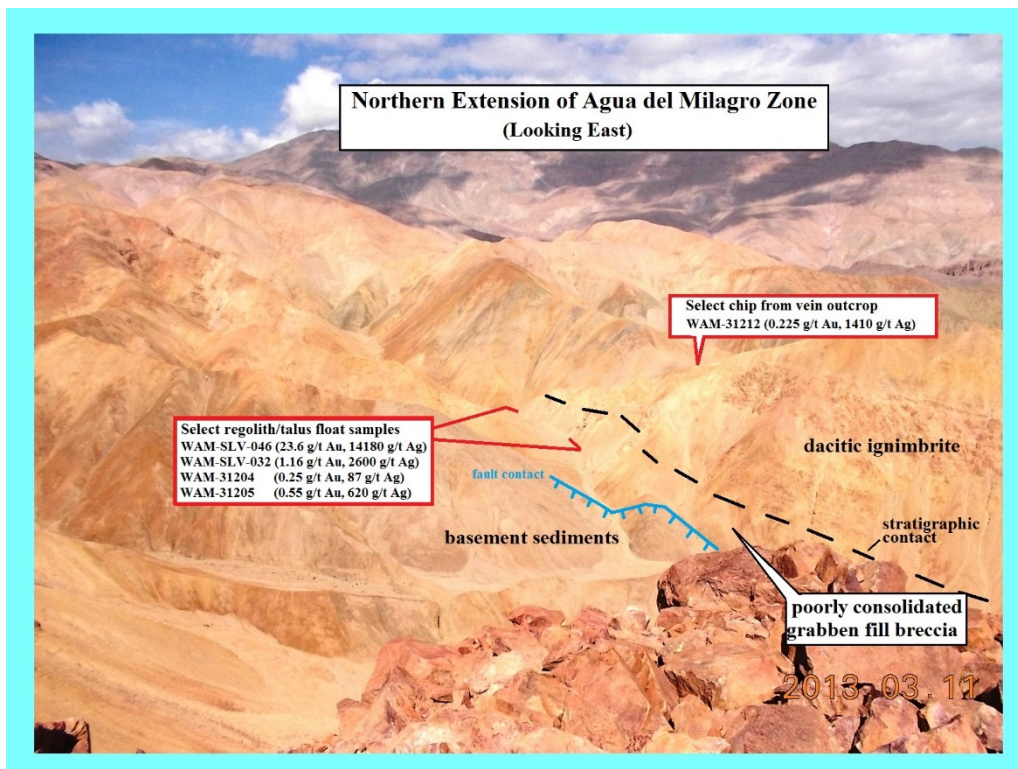 Northern Extension of Agua del Milagro Zone
(Looking East)
Select chip from vein outcrop
WAM-31212 (0.225 g/t Au, 1410 g/t Ag)
Select regolith/talus float samples
WAM-SLV-046 (23.6 g/t Au, 14180 g/t Ag)
WAM-SLV-032 (1.16 g/t Au, 2600 g/t Ag)
WAM-31204 (0.25 g/t Au, 87 g/t Ag)
WAM-31205 (0.55 g/t Au, 620 g/t Ag)
dacitic ignimbrite
fault contact
basement sediments
stratigraphic
contact
poorly consolidated
grabben fill breccia
2013.03.11